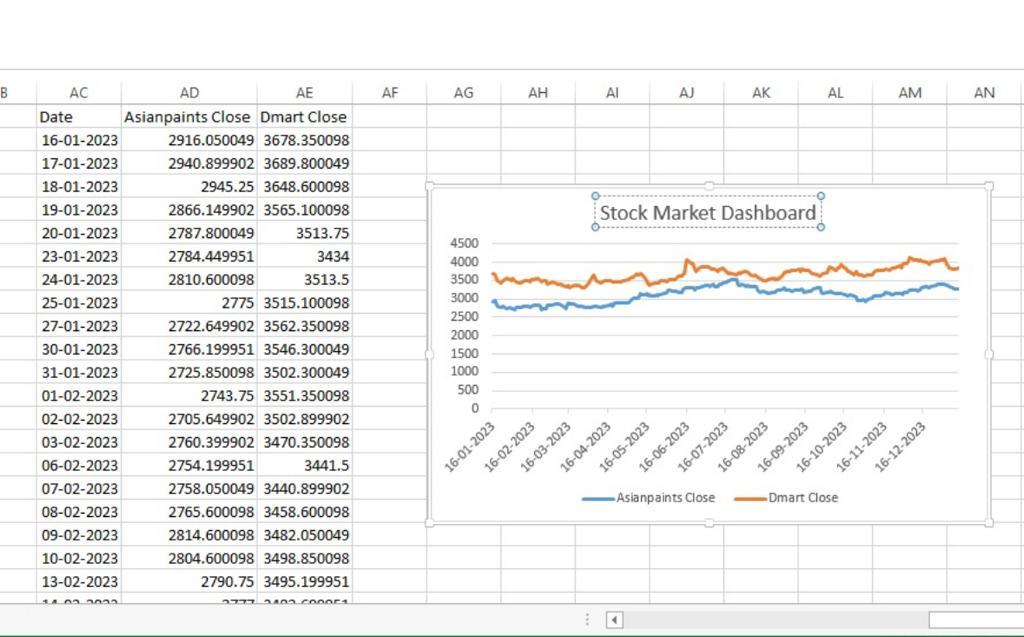 B AC AD AE AF AG AH AI AJ AK AL AM AN
Date Asianpaints Close Dmart Close
16-01-2023 2916.050049 3678.350098
17-01-2023 2940.899902 3689.800049
18-01-2023 2945.25 3648.600098
19-01-2023 2866.149902 3565.100098
20-01-2023 2787.800049 3513.75
23-01-2023 2784.449951 3434
24-01-2023 2810.600098 3513.5
25-01-2023 2775 3515.100098
27-01-2023 2722.649902 3562.350098
30-01-2023 2766.199951 3546.300049
31-01-2023 2725.850098 3502.300049
01-02-2023 2743.75 3551.350098
02-02-2023 2705.649902 3502.899902
03-02-2023 2760.399902 3470.350098
06-02-2023 2754.199951 3441.5
07-02-2023 2758.050049 3440.899902
08-02-2023 2765.600098 3458.600098
09-02-2023 2814.600098 3482.050049
10-02-2023 2804.600098 3498.850098
13-02-2023 2790.75 3495.199951
Stock Market Dashboard
4500
4000
3500
3000
2500
2000
1500
1000
500
0
16-01-2023 16-02-2023 16-03-2023 16-04-2023 16-05-2023 16-06-2023 16-07-2023 16-08-2023 16-09-2023 16-10-2023 16-11-2023 16-12-2023
Asianpaints Close Dmart Close